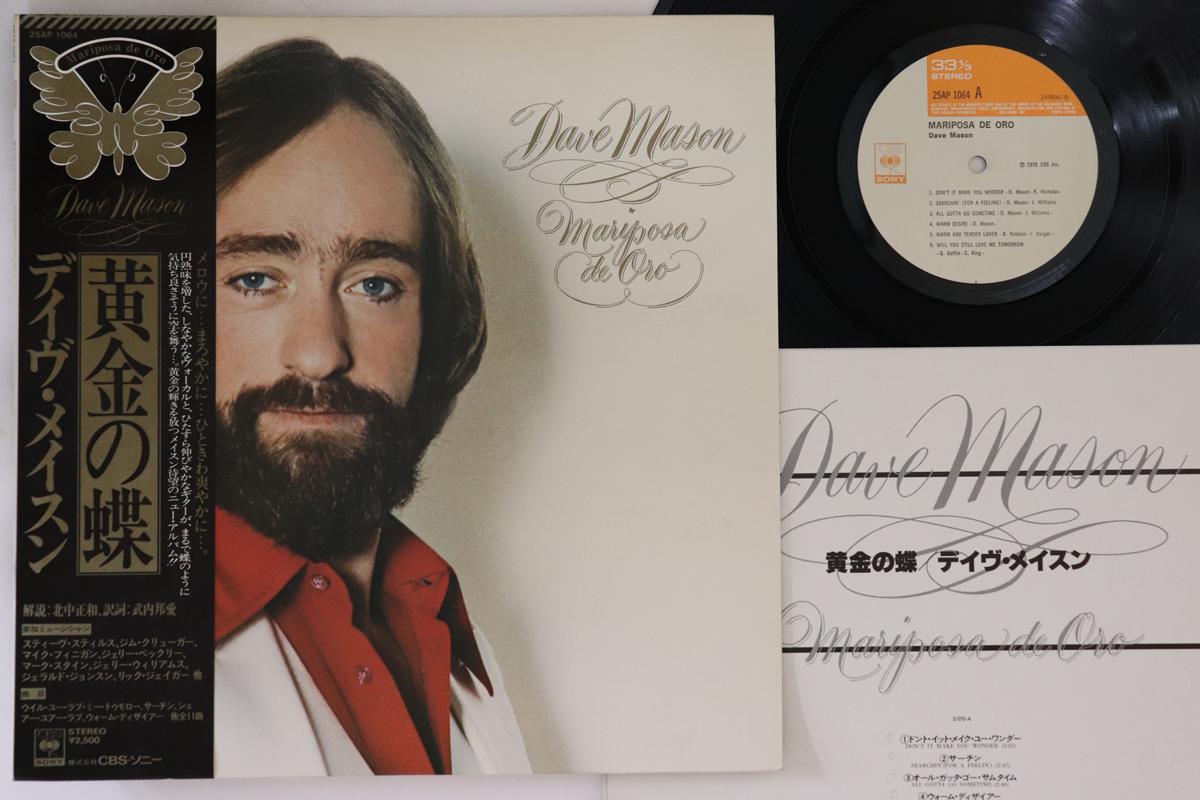 25AP 1064
Mariposa de Oro
Dave Mason
メロウに…まろやかに…ひときわ爽やかに…。
円熟味を増した、しなやかなヴォーカルと、ひたすら伸びやかなギターが、まるで蝶のように
気持ち良さそうに空を舞う…。黄金の輝きを放つメイスン待望のニュー・アルバム!!
黄金の蝶
デイヴ・メイスン
解説:北中正和、訳詞:武内邦愛
参加ミュージシャン
スティーヴ・スティルス、ジム・クリューガー、
マイク・フィニガン、ジェリー・ベックリー、
マーク・スタイン、ジェリー・ウィリアムス、
ジェラルド・ジョンスン、リック・ジェイガー 他
曲目
ウイル・ユー・ラブ・ミー・トゥモロー、サーチン、シェ
アー・ユアー・ラブ、ウォーム・ディザイアー 他全11曲
CBS
SONY
STEREO
¥2,500
株式会社 CBS・ソニー
Dave Mason
Mariposa
de Oro
33 1/3
STEREO
25AP 1064 A
JASRAC
MARIPOSA DE ORO
Dave Mason
CBS
SONY
Ⓟ 1978 CBS Inc.
1. DON'T IT MAKE YOU WONDER -D. Mason-K. Nicholas-
2. SEARCHIN' (FOR A FEELING) -D. Mason-J. Williams-
3. ALL GOTTA GO SOMETIME -D. Mason-J. Williams-
4. WARM DESIRE -D. Mason-
5. WARM AND TENDER LOVER
6. WILL YOU STILL LOVE ME TOMORROW
-G. Goffin-C. King-
Dave Mason
黄金の蝶/デイヴ・メイスン
Mariposa de Oro
SIDE-A
①ドント・イット・メイク・ユー・ワンダー
DON'T IT MAKE YOU WONDER
②サーチン
SEARCHIN' (FOR A FEELIN')
③オール・ガッタ・ゴー・サムタイム
ALL GOTTA GO SOMETIME
④ウォーム・ディザイアー